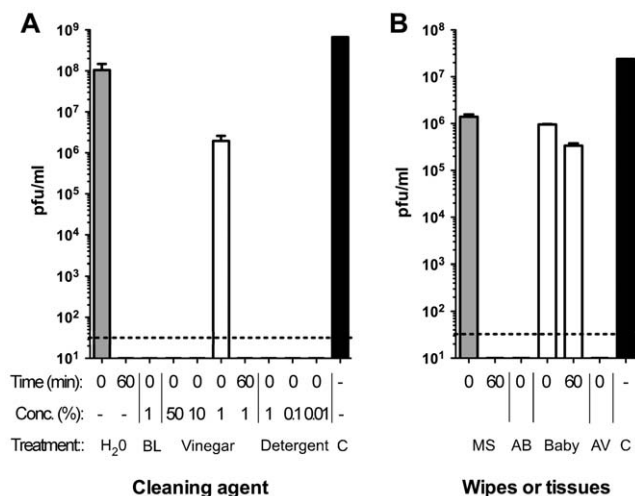 A
B
10⁹
10⁸
10⁷
10⁶
10⁵
10⁴
10³
10²
10¹
pfu/ml
10⁸
10⁷
10⁶
10⁵
10⁴
10³
10²
10¹
pfu/ml
Time (min): 0 60 0 0 0 0 60 0 0 0 -
Conc. (%): - - 1 50 10 1 1 1 0.1 0.01 -
Treatment:: H₂0 BL Vinegar Detergent C
Cleaning agent
0 60 0 0 60 0 -
MS AB Baby AV C
Wipes or tissues